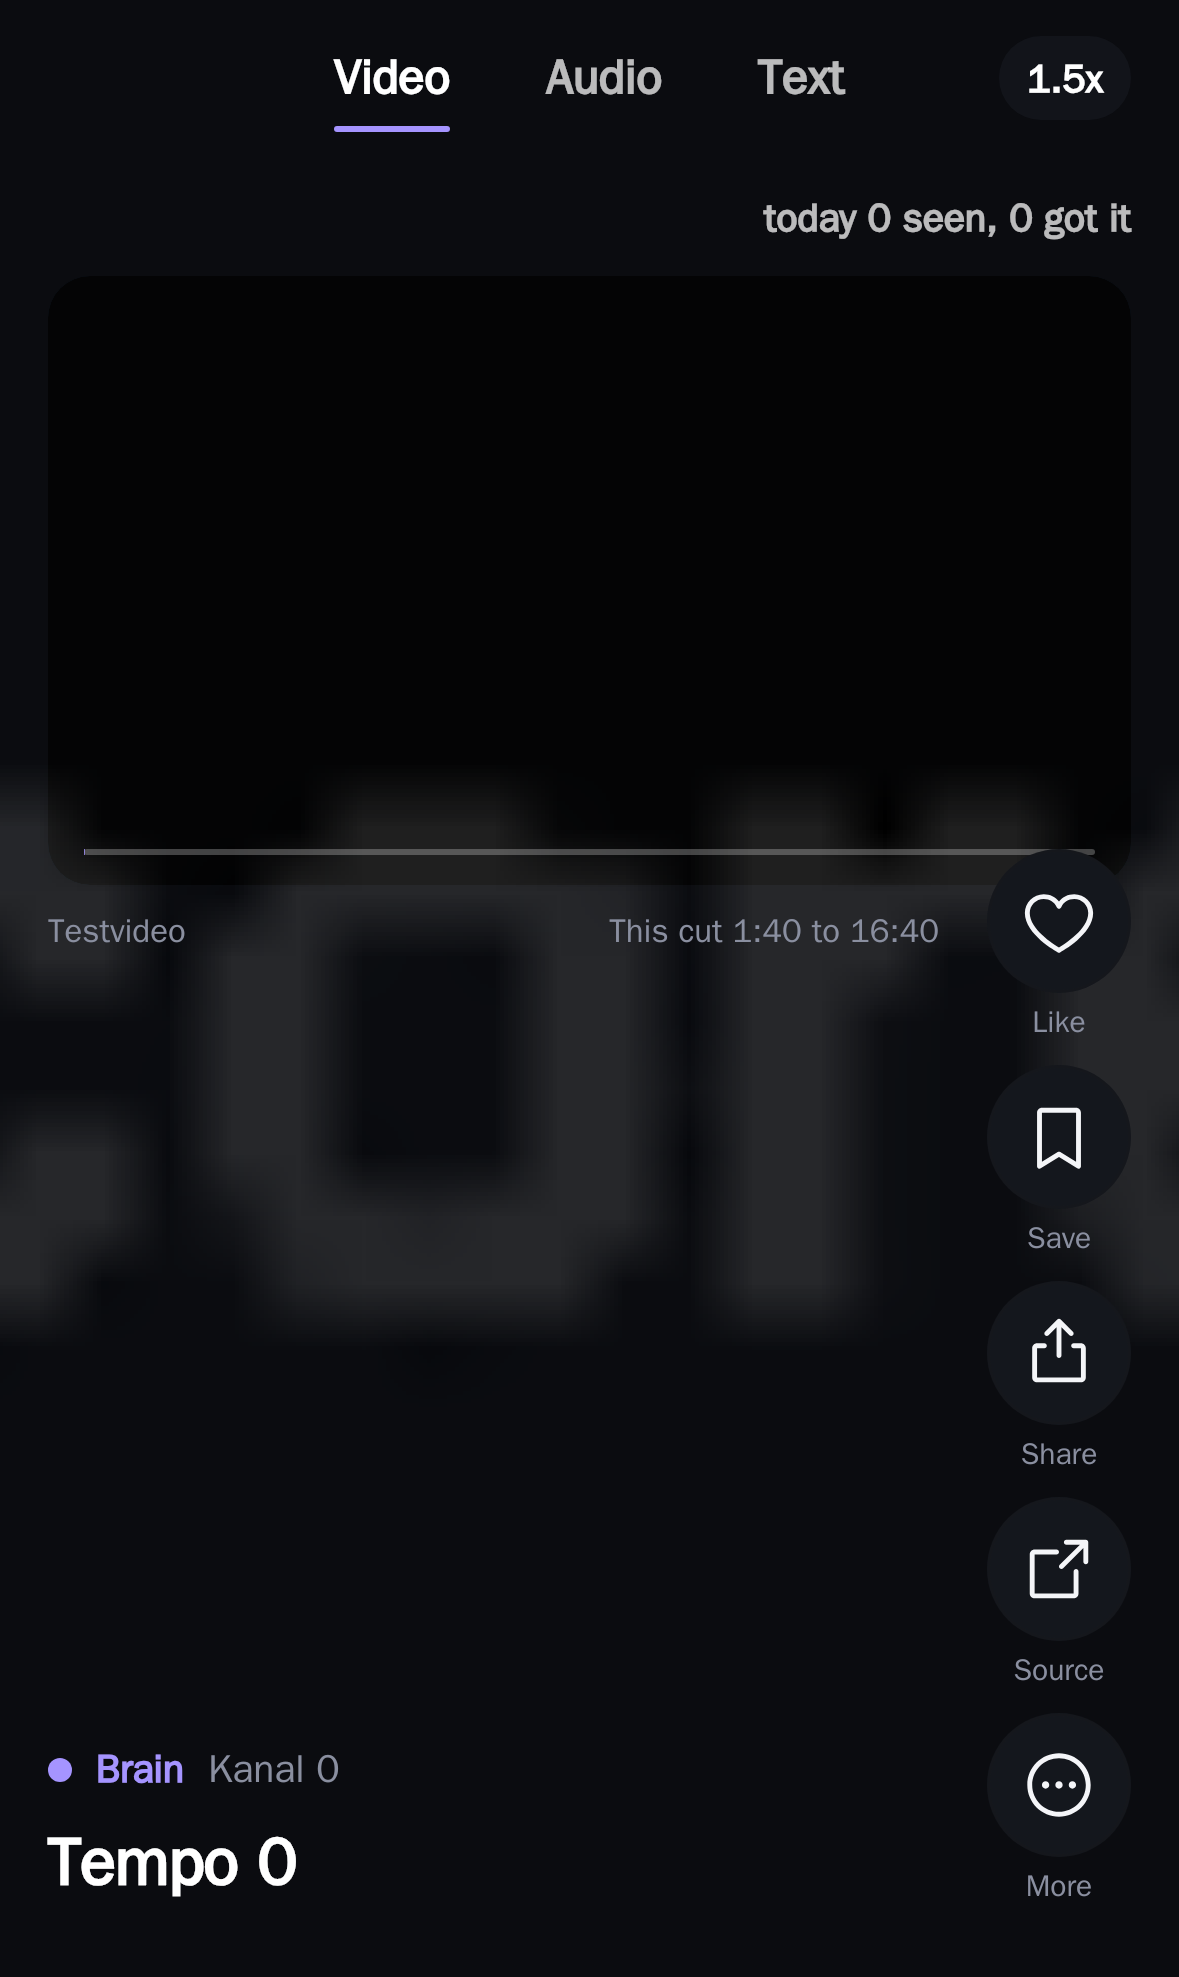 Video Audio Text 1.5x
today 0 seen, 0 got it
Testvideo This cut 1:40 to 16:40
Like
Save
Share
Source
Brain Kanal 0
Tempo 0
More